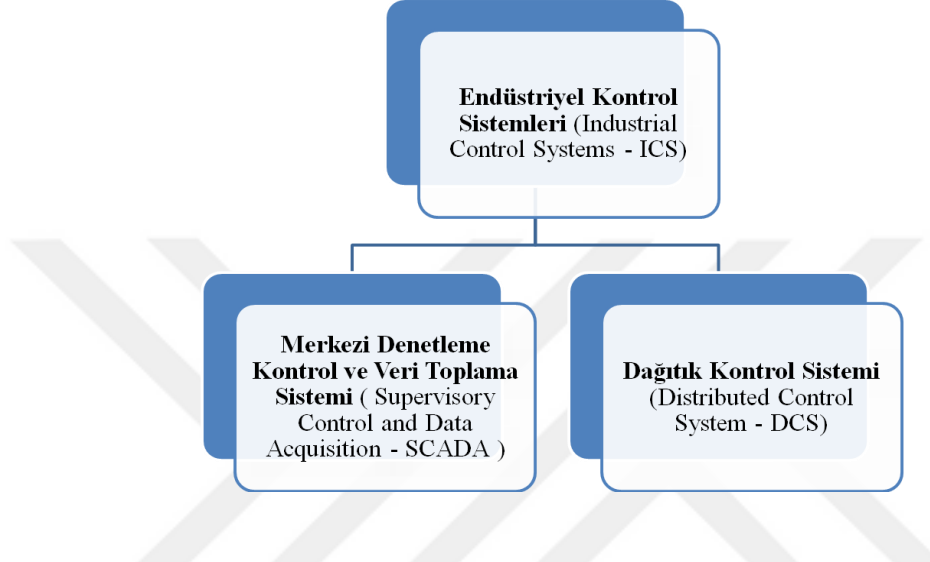 Endüstriyel Kontrol
Sistemleri (Industrial
Control Systems - ICS)
Merkezi Denetleme
Kontrol ve Veri Toplama
Sistemi ( Supervisory
Control and Data
Acquisition - SCADA )
Dağıtık Kontrol Sistemi
(Distributed Control
System - DCS)